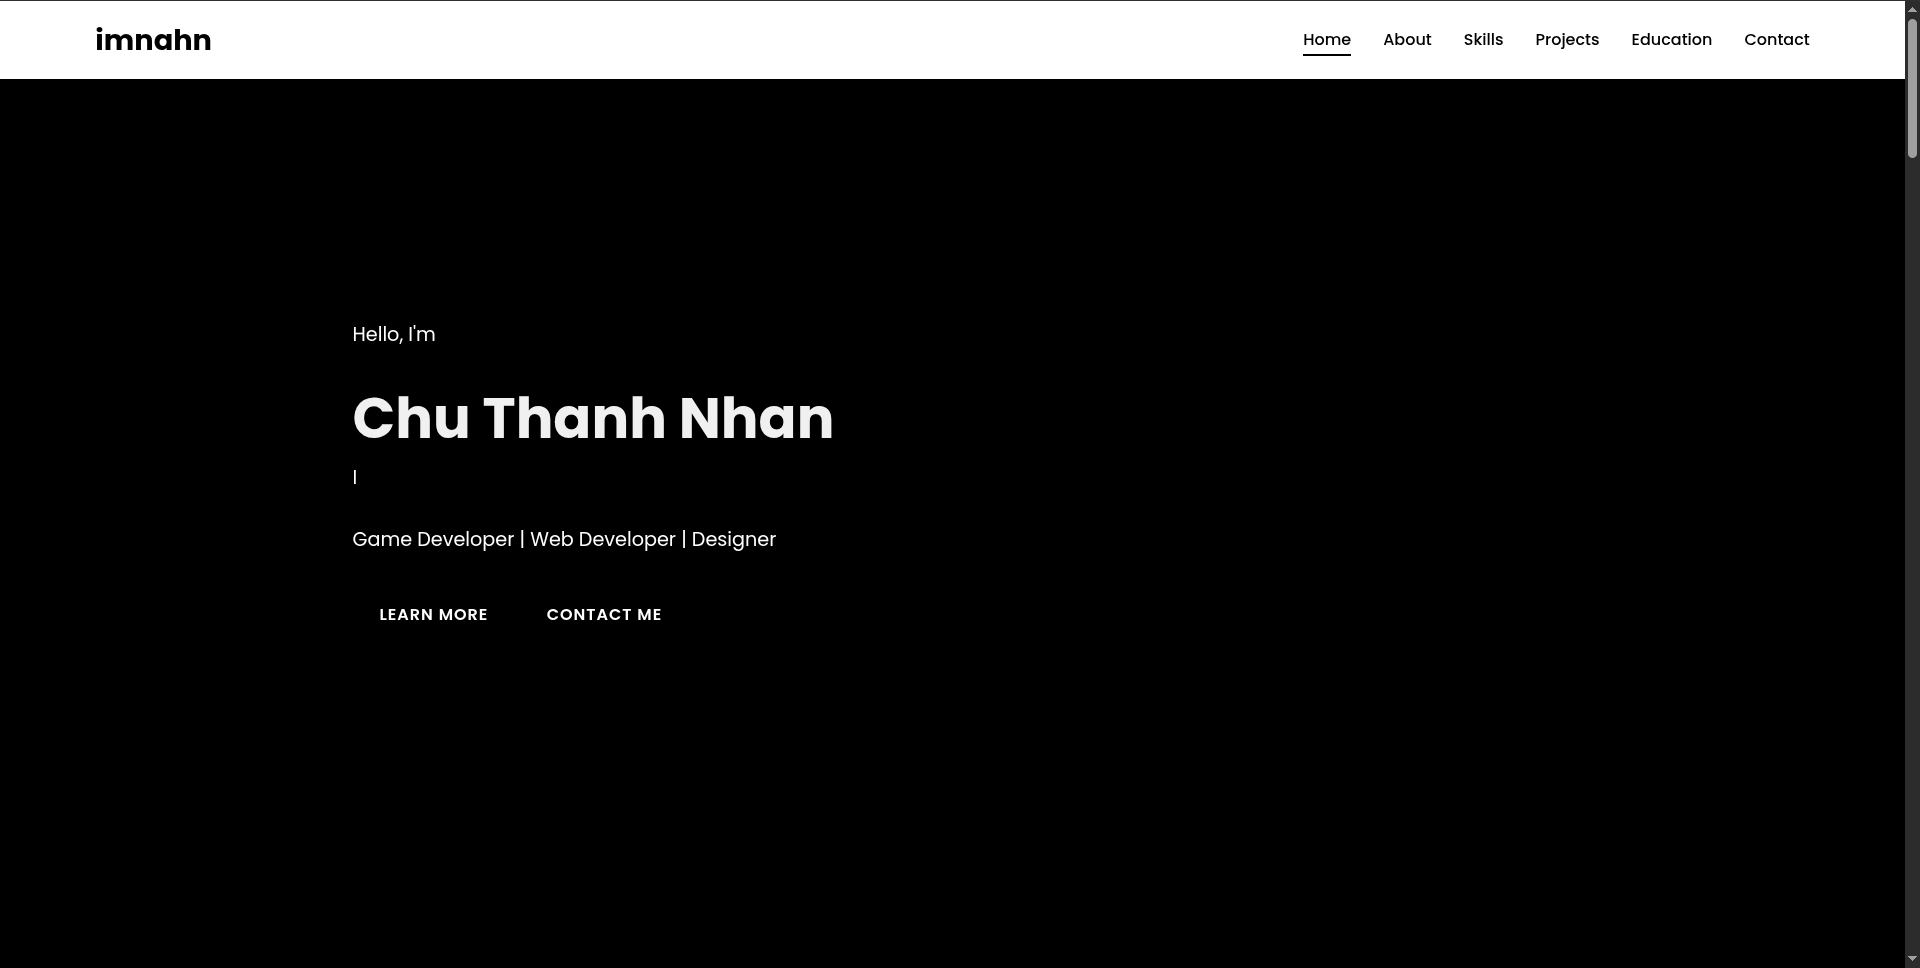 imnahn
Home About Skills Projects Education Contact
Hello, I'm
Chu Thanh Nhan
|
Game Developer | Web Developer | Designer
LEARN MORE CONTACT ME